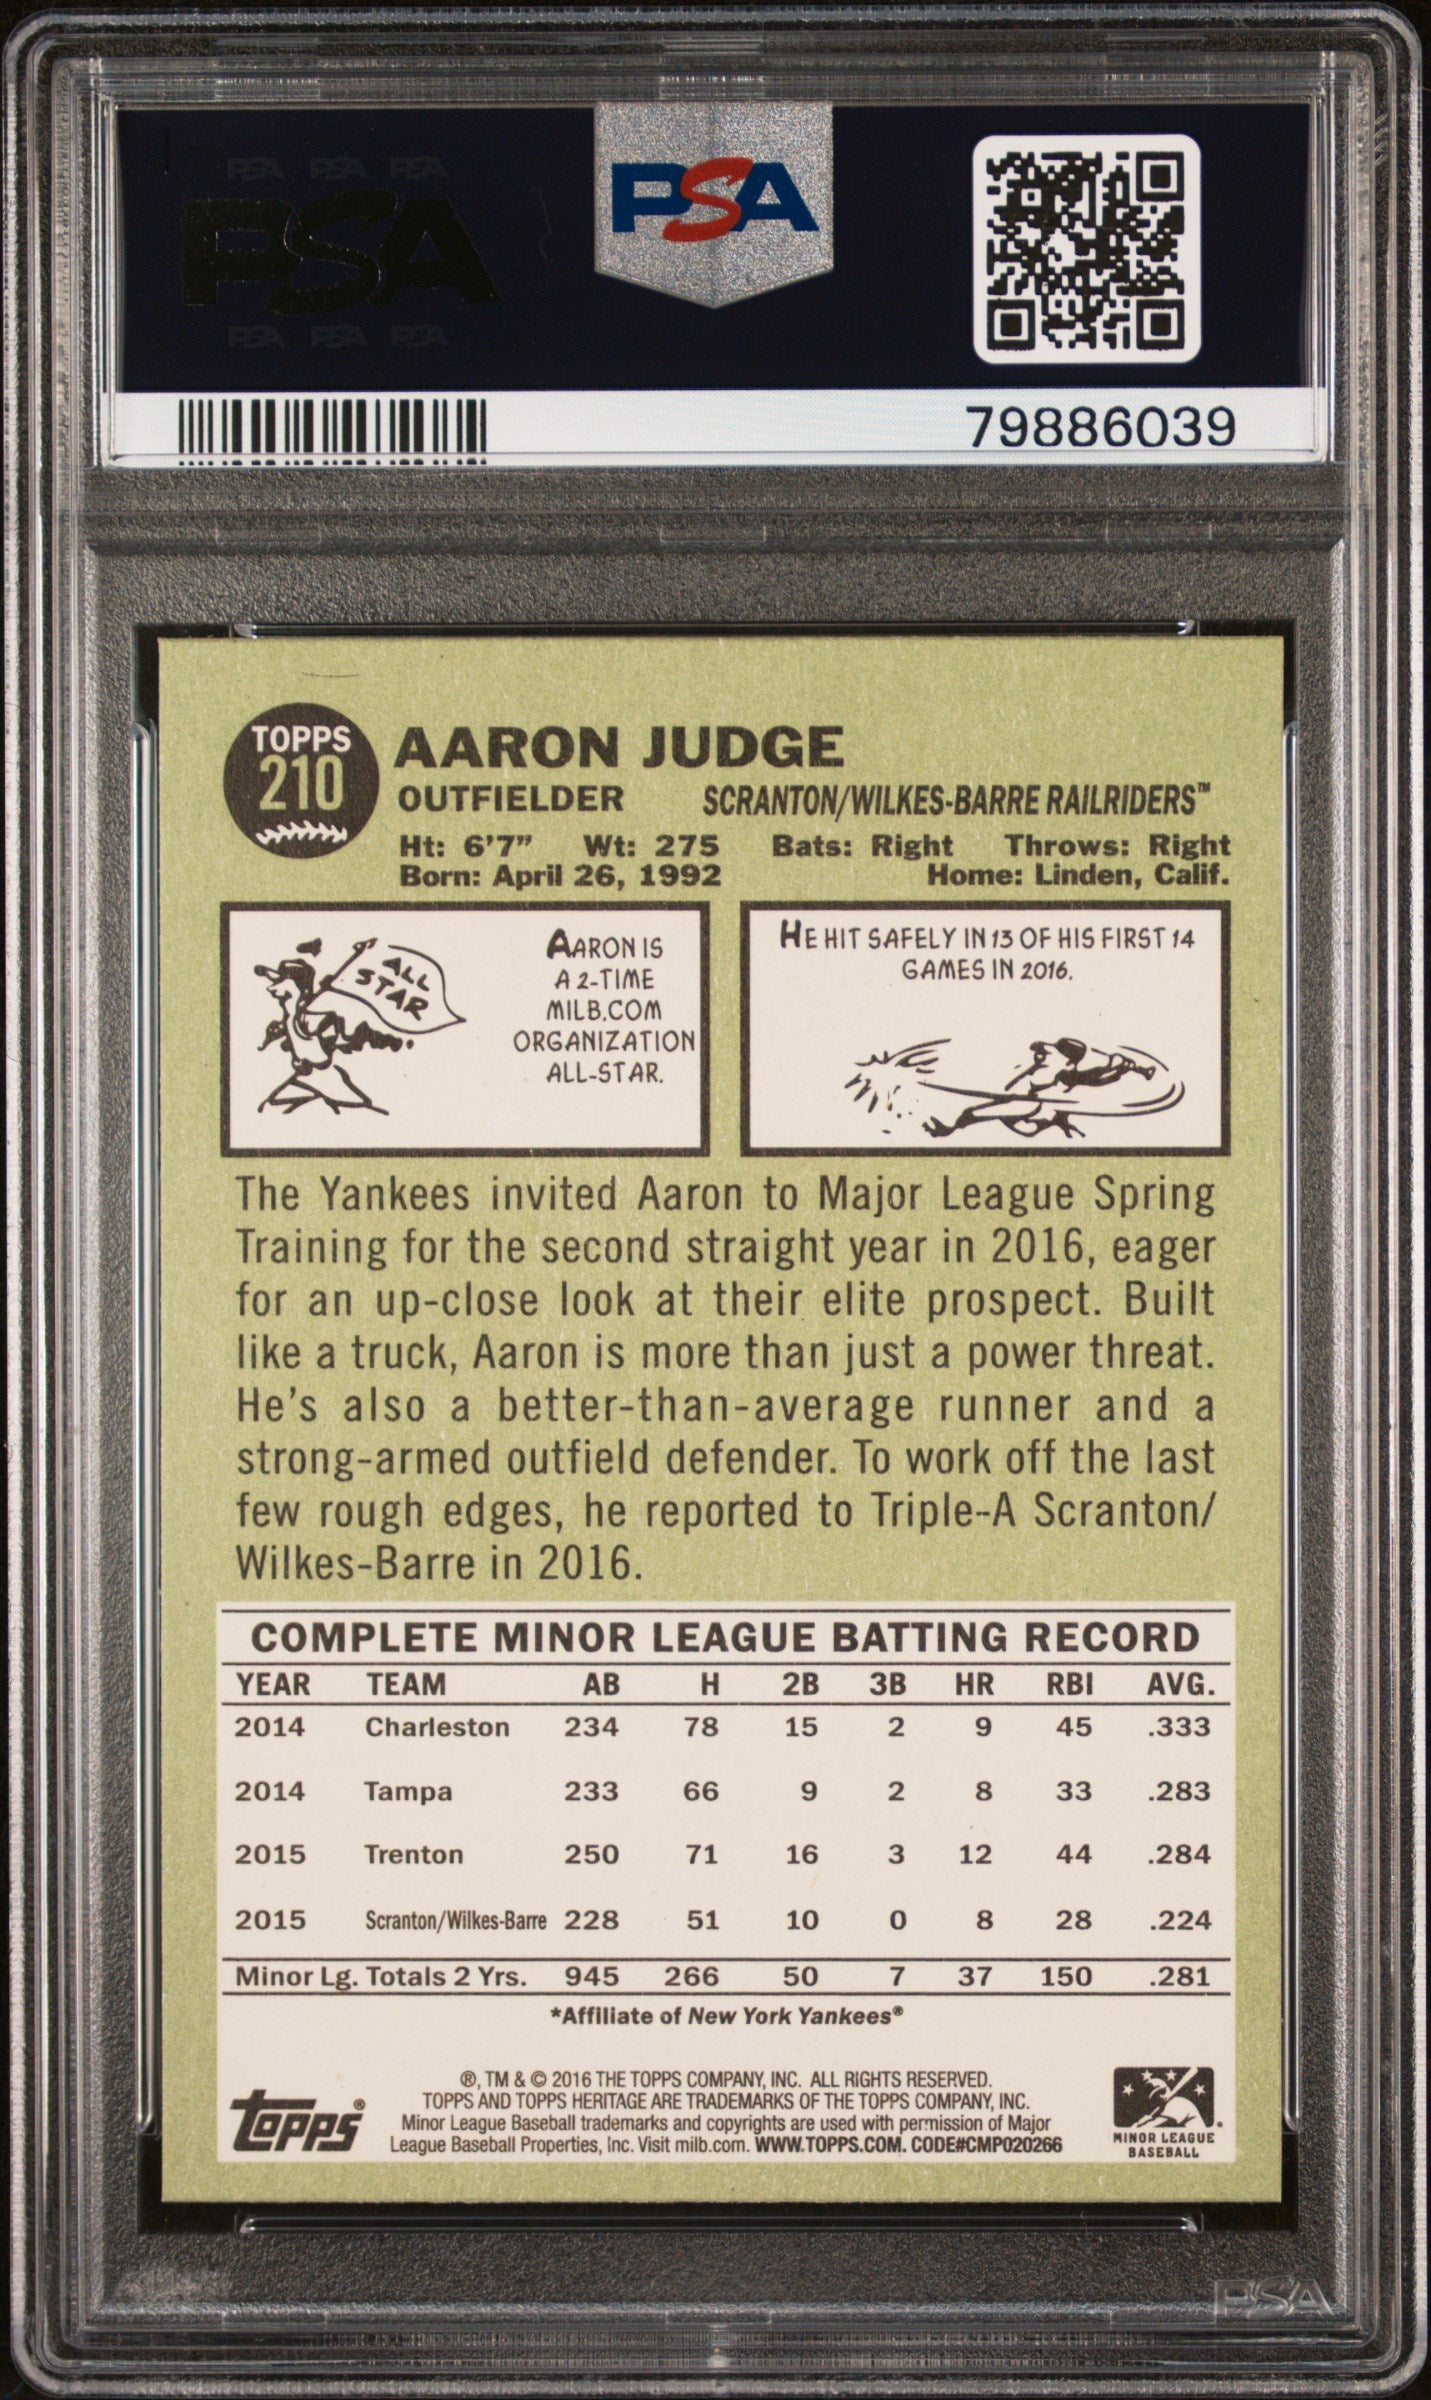 PSA PSA PSA
PSA
PSA PSA PSA
PSA
79886039
TOPPS
210
AARON JUDGE
OUTFIELDER SCRANTON/WILKES-BARRE RAILRIDERS™
Ht: 6'7" Wt: 275 Bats: Right Throws: Right
Born: April 26, 1992 Home: Linden, Calif.
ALL
STAR
AARON IS
A 2-TIME
MILB.COM
ORGANIZATION
ALL-STAR.
HE HIT SAFELY IN 13 OF HIS FIRST 14
GAMES IN 2016.
The Yankees invited Aaron to Major League Spring
Training for the second straight year in 2016, eager
for an up-close look at their elite prospect. Built
like a truck, Aaron is more than just a power threat.
He's also a better-than-average runner and a
strong-armed outfield defender. To work off the last
few rough edges, he reported to Triple-A Scranton/
Wilkes-Barre in 2016.
COMPLETE MINOR LEAGUE BATTING RECORD
YEAR TEAM AB H 2B 3B HR RBI AVG.
2014 Charleston 234 78 15 2 9 45 .333
2014 Tampa 233 66 9 2 8 33 .283
2015 Trenton 250 71 16 3 12 44 .284
2015 Scranton/Wilkes-Barre 228 51 10 0 8 28 .224
Minor Lg. Totals 2 Yrs. 945 266 50 7 37 150 .281
*Affiliate of New York Yankees®
®, TM & © 2016 THE TOPPS COMPANY, INC. ALL RIGHTS RESERVED.
TOPPS AND TOPPS HERITAGE ARE TRADEMARKS OF THE TOPPS COMPANY, INC.
Minor League Baseball trademarks and copyrights are used with permission of Major
League Baseball Properties, Inc. Visit milb.com. WWW.TOPPS.COM. CODE#CMP020266
topps®
MINOR LEAGUE
BASEBALL
PSA